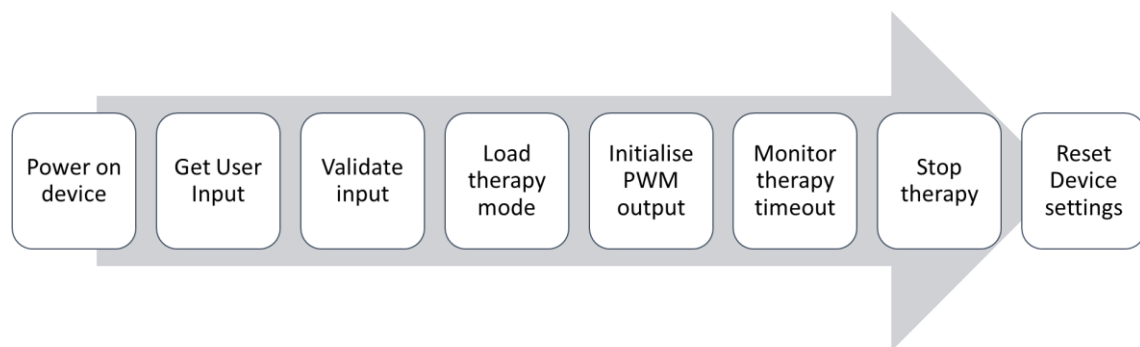 Power on
device
Get User
Input
Validate
input
Load
therapy
mode
Initialise
PWM
output
Monitor
therapy
timeout
Stop
therapy
Reset
Device
settings